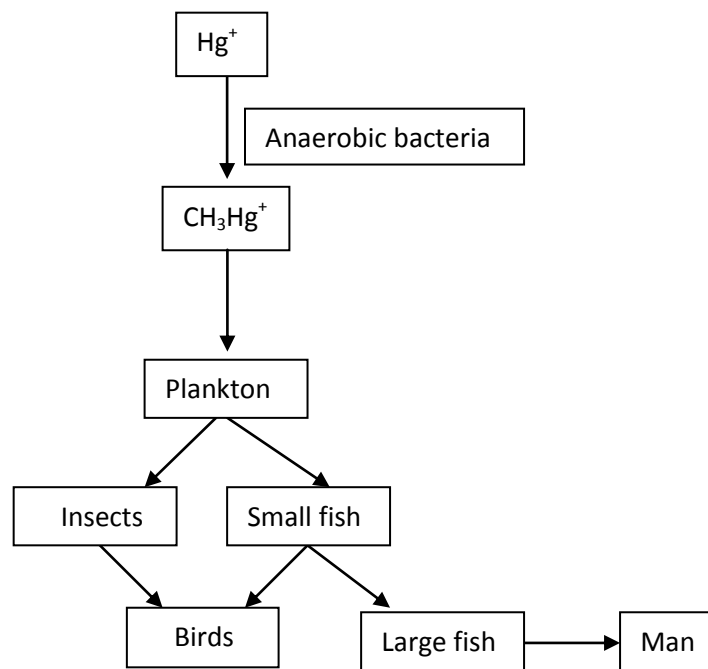 Hg⁺
Anaerobic bacteria
CH₃Hg⁺
Plankton
Insects
Small fish
Birds
Large fish
Man